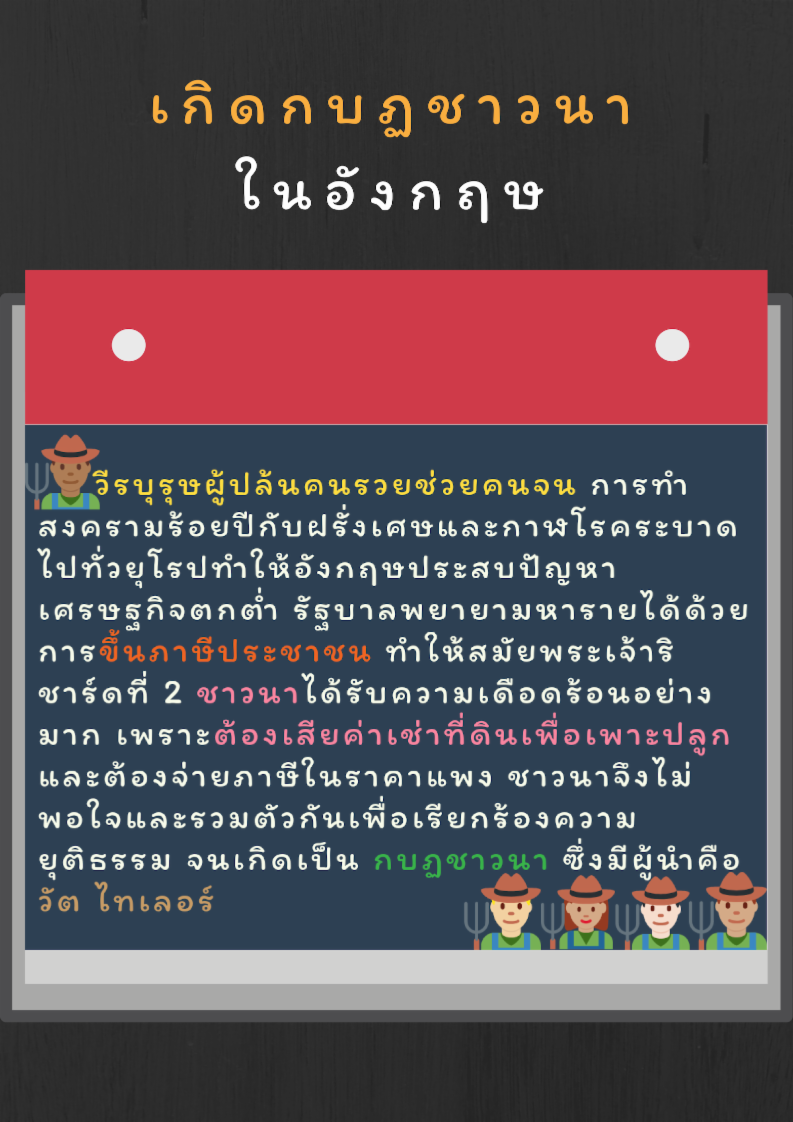 เกิดกบฏชาวนา
ในอังกฤษ
วีรบุรุษผู้ปล้นคนรวยช่วยคนจน การทำ
สงครามร้อยปีกับฝรั่งเศษและกาฬโรคระบาด
ไปทั่วยุโรปทำให้อังกฤษประสบปัญหา
เศรษฐกิจตกต่ำ รัฐบาลพยายามหารายได้ด้วย
การขึ้นภาษีประชาชน ทำให้สมัยพระเจ้าริ
ชาร์ดที่ 2 ชาวนาได้รับความเดือดร้อนอย่าง
มาก เพราะต้องเสียค่าเช่าที่ดินเพื่อเพาะปลูก
และต้องจ่ายภาษีในราคาแพง ชาวนาจึงไม่
พอใจและรวมตัวกันเพื่อเรียกร้องความ
ยุติธรรม จนเกิดเป็น กบฏชาวนา ซึ่งมีผู้นำคือ
วัต ไทเลอร์